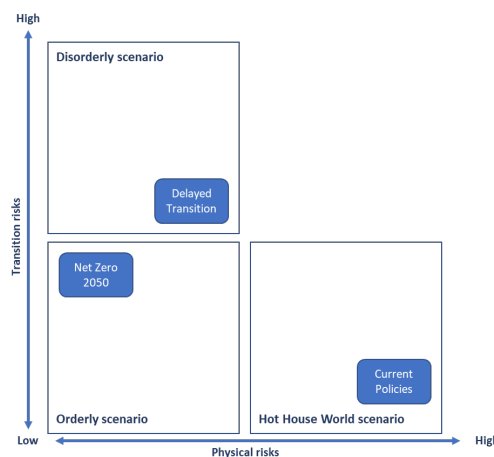 High
Disorderly scenario
Delayed
Transition
Transition risks
Net Zero
2050
Current
Policies
Orderly scenario
Hot House World scenario
Low
High
Physical risks